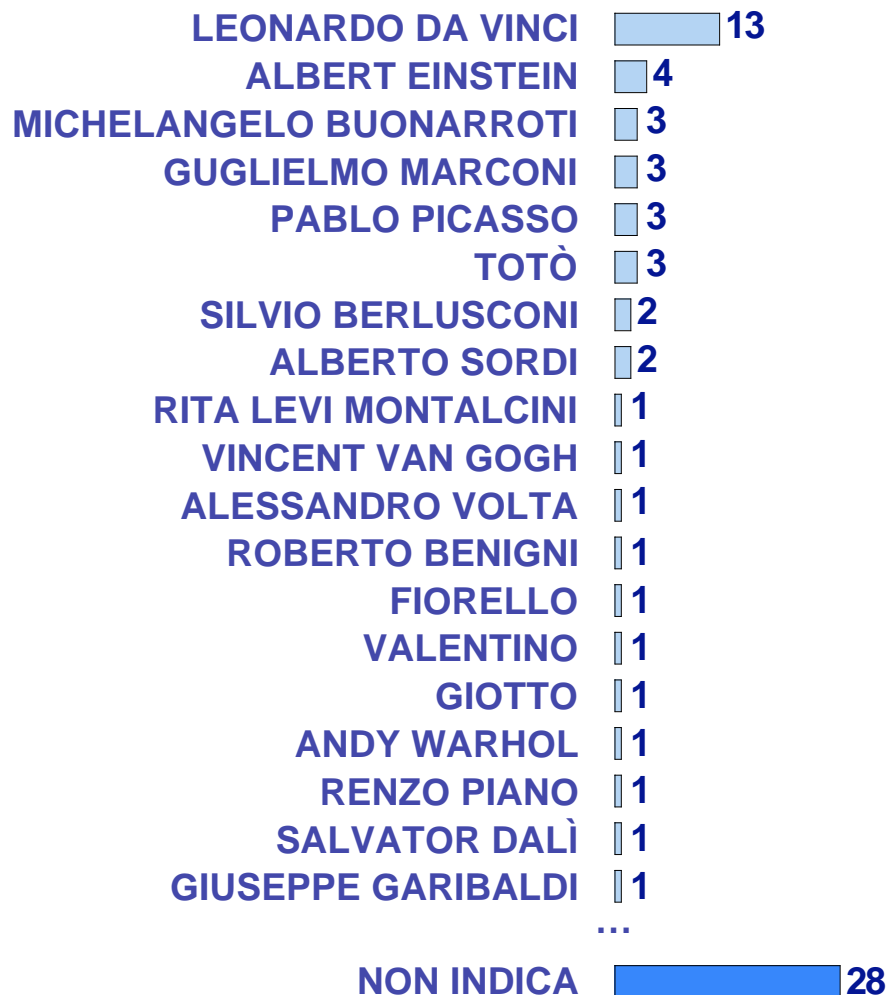 LEONARDO DA VINCI 13
ALBERT EINSTEIN 4
MICHELANGELO BUONARROTI 3
GUGLIELMO MARCONI 3
PABLO PICASSO 3
TOTÒ 3
SILVIO BERLUSCONI 2
ALBERTO SORDI 2
RITA LEVI MONTALCINI 1
VINCENT VAN GOGH 1
ALESSANDRO VOLTA 1
ROBERTO BENIGNI 1
FIORELLO 1
VALENTINO 1
GIOTTO 1
ANDY WARHOL 1
RENZO PIANO 1
SALVATOR DALÌ 1
GIUSEPPE GARIBALDI 1
…
NON INDICA 28